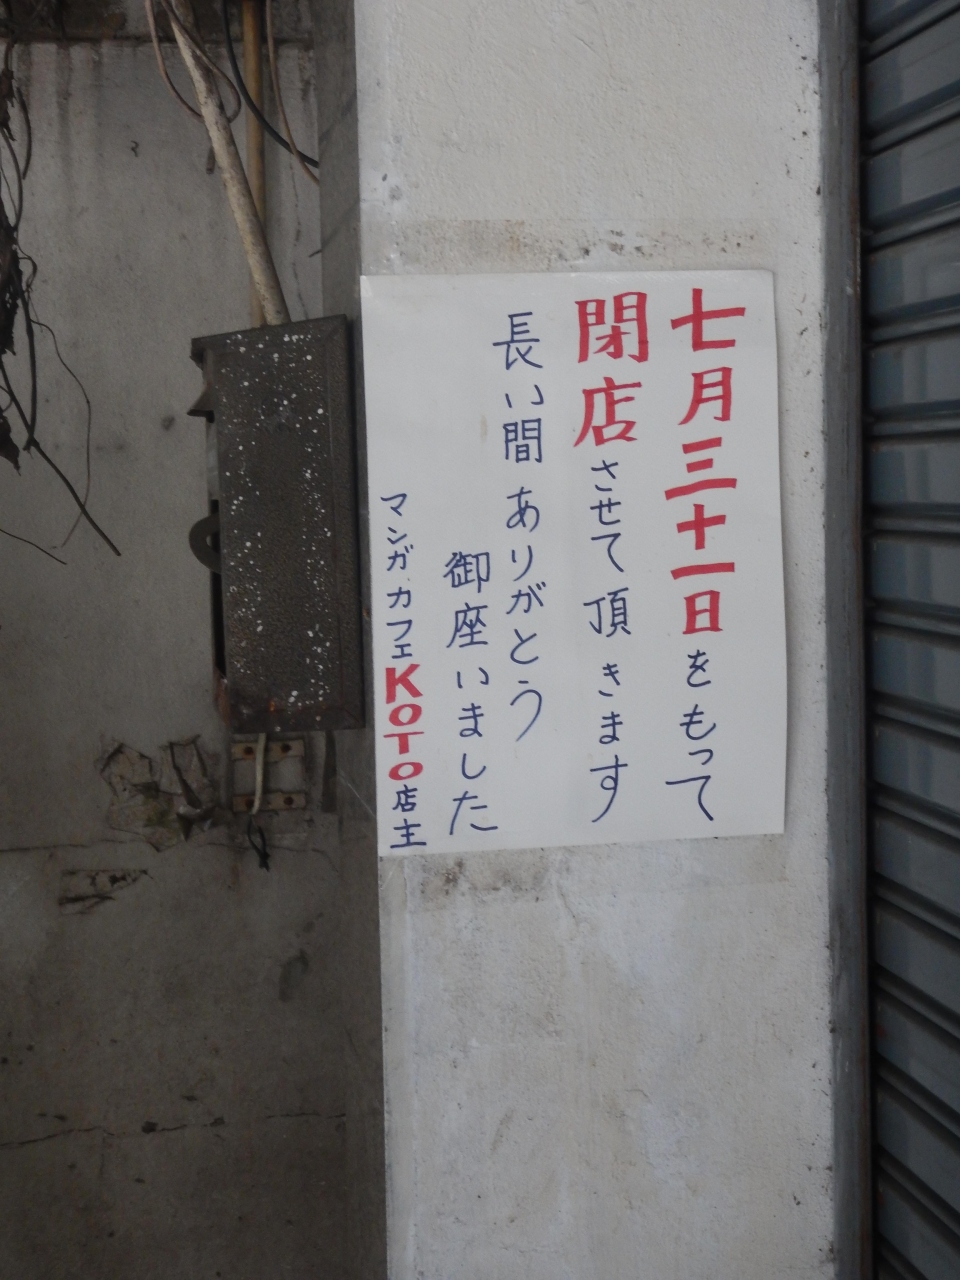 七月三十一日をもって
閉店させて頂きます
長い間ありがとう
御座いました
マンガカフェKOTO店主